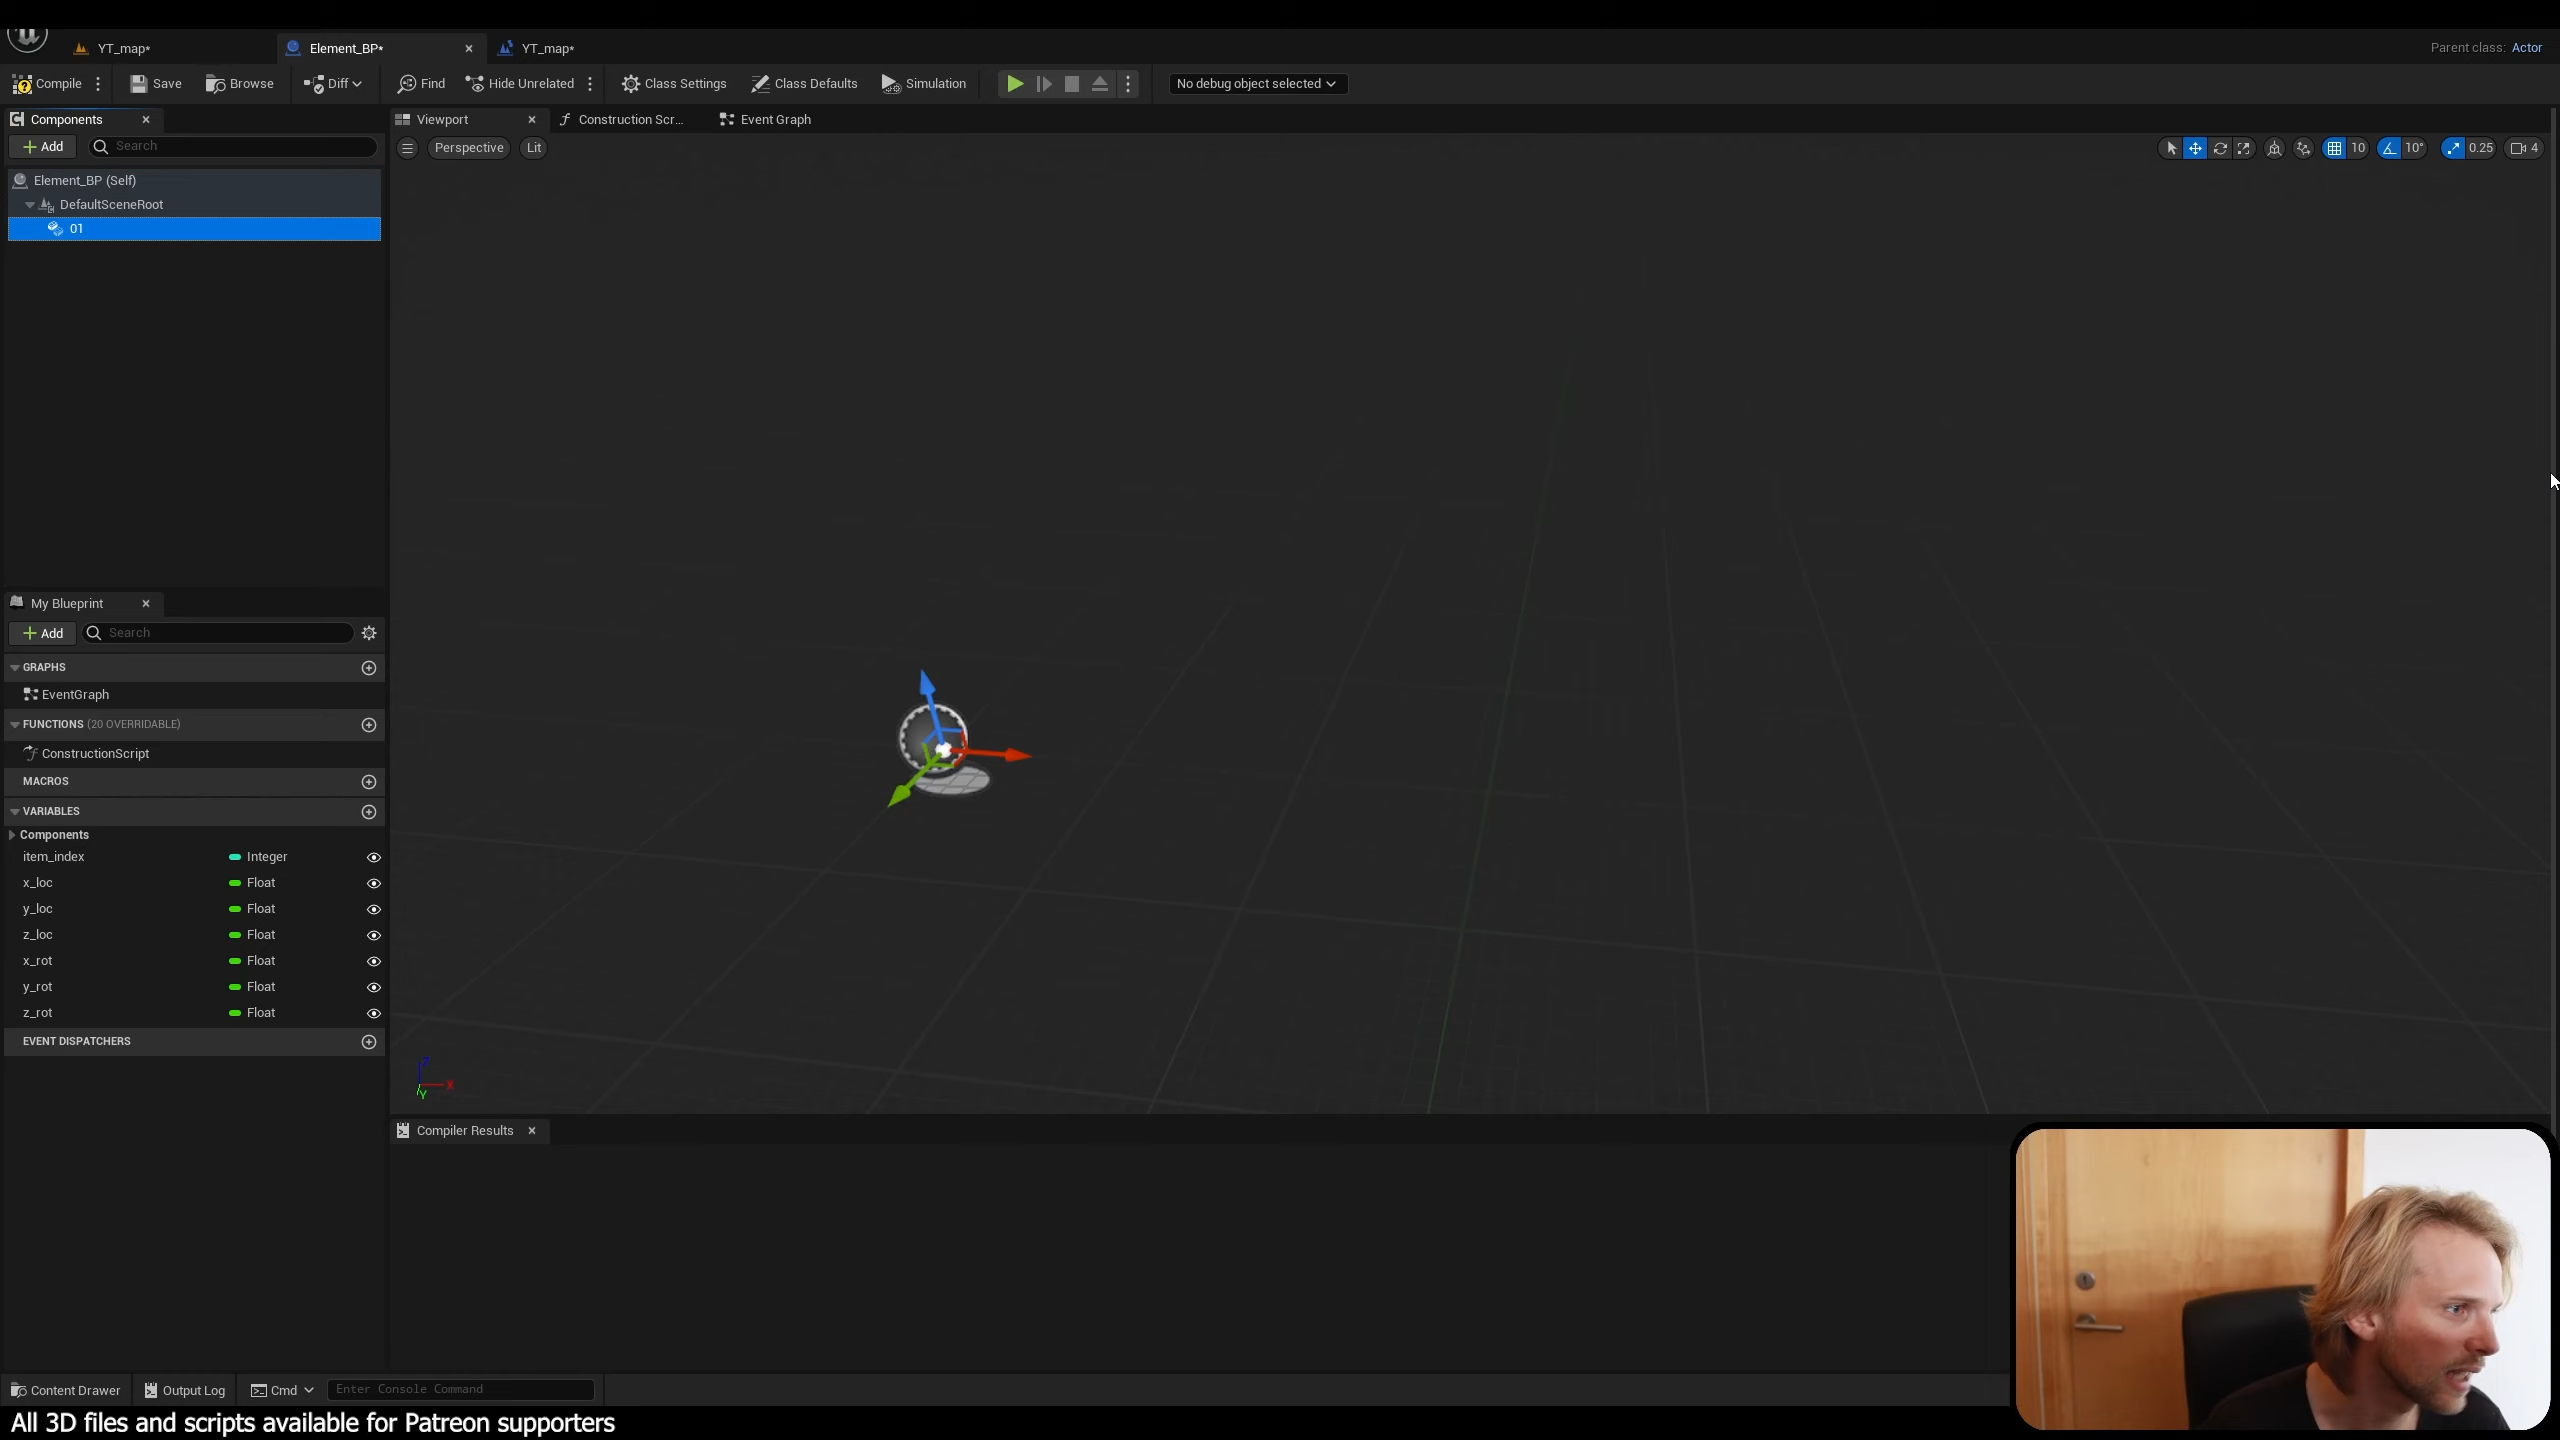 YT_map*
Element_BP*
YT_map*
Parent class: Actor
Compile
Save
Browse
Diff
Find
Hide Unrelated
Class Settings
Class Defaults
Simulation
No debug object selected
Components
Add
Search
Element_BP (Self)
DefaultSceneRoot
01
Viewport
Construction Scr...
Event Graph
Perspective
Lit
10
10°
0.25
4
My Blueprint
Add
Search
GRAPHS
EventGraph
FUNCTIONS (20 OVERRIDABLE)
ConstructionScript
MACROS
VARIABLES
Components
item_index Integer
x_loc Float
y_loc Float
z_loc Float
x_rot Float
y_rot Float
z_rot Float
EVENT DISPATCHERS
Z
X
Y
Compiler Results
Content Drawer
Output Log
Cmd
Enter Console Command
All 3D files and scripts available for Patreon supporters